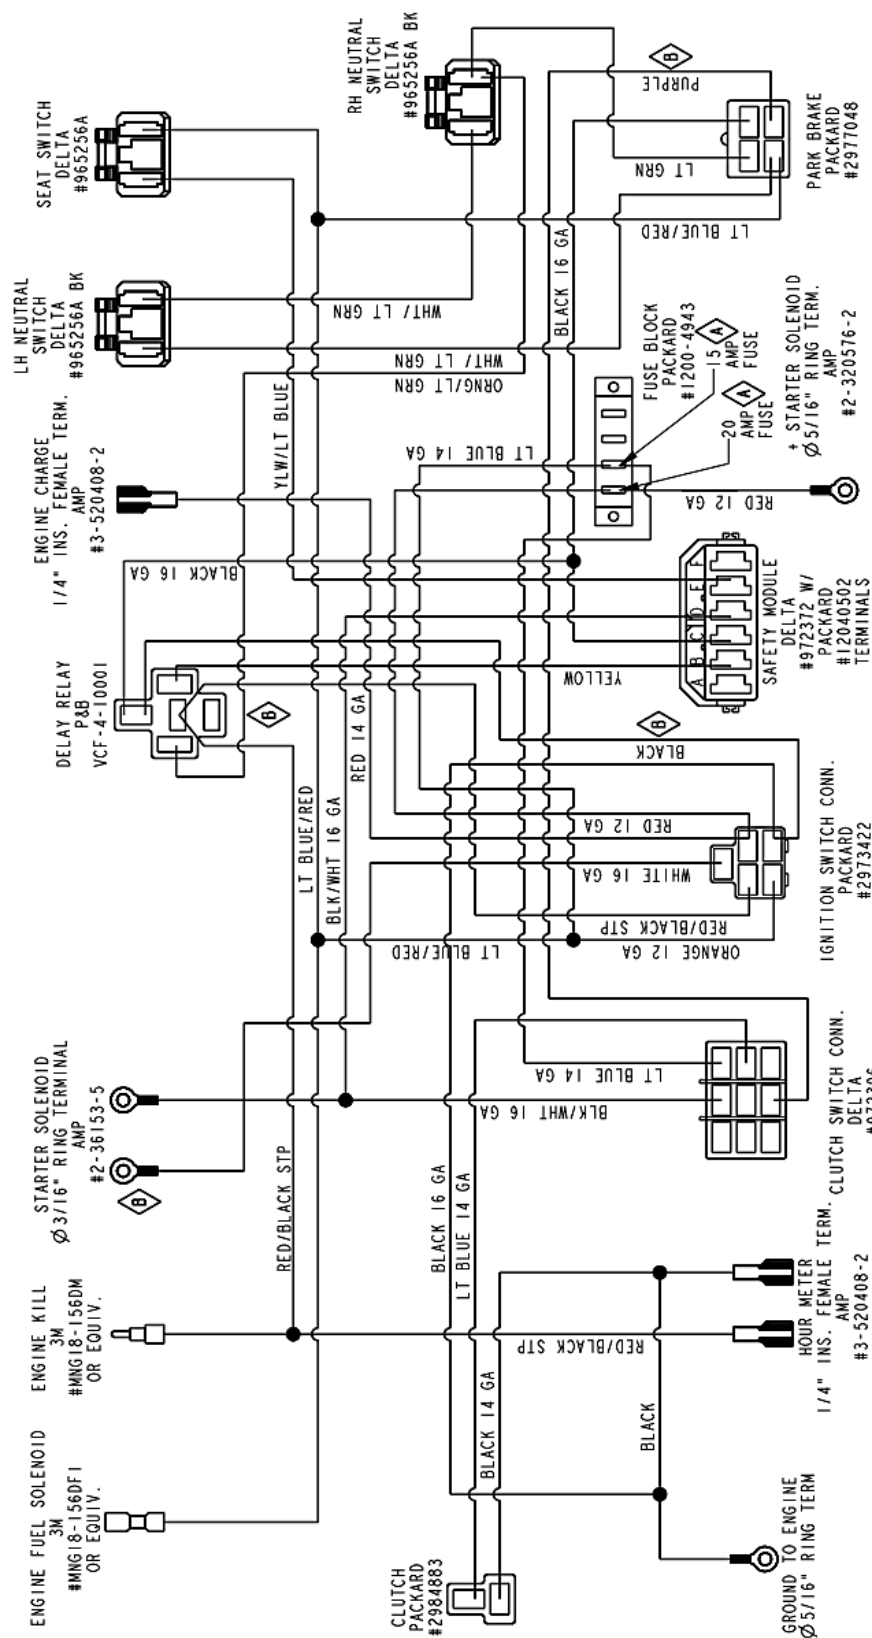 ENGINE FUEL SOLENOID
3M
#MNG18-156DFI
OR EQUIV.
ENGINE KILL
3M
#MNG18-156DM
OR EQUIV.
STARTER SOLENOID
Ø3/16" RING TERMINAL
AMP
#2-36153-5
B
DELAY RELAY
P&B
VCF-4-10001
B
ENGINE CHARGE
1/4" INS. FEMALE TERM.
AMP
#3-520408-2
LH NEUTRAL
SWITCH
DELTA
#965256A BK
SEAT SWITCH
DELTA
#965256A
RH NEUTRAL
SWITCH
DELTA
#965256A BK
RED/BLACK STP
LT BLUE/RED
BLK/WHT 16 GA
RED 14 GA
BLACK 16 GA
YLW/LT BLUE
WHT/ LT GRN
WHT/ LT GRN
ORNG/LT GRN
LT BLUE 14 GA
BLACK 16 GA
LT BLUE/RED
LT GRN
PURPLE
B
CLUTCH
PACKARD
#2984883
BLACK 14 GA
BLACK 16 GA
LT BLUE 14 GA
BLACK
RED/BLACK STP
BLK/WHT 16 GA
LT BLUE 14 GA
LT BLUE/RED
ORANGE 12 GA
RED/BLACK STP
WHITE 16 GA
RED 12 GA
BLACK
B
YELLOW
A B C D E F
RED 12 GA
GROUND TO ENGINE
Ø5/16" RING TERM
HOUR METER
1/4" INS. FEMALE TERM.
AMP
#3-520408-2
CLUTCH SWITCH CONN.
DELTA
IGNITION SWITCH CONN.
PACKARD
#2973422
SAFETY MODULE
DELTA
#972372 W/
PACKARD
#12040502
TERMINALS
FUSE BLOCK
PACKARD
#1200-4943
15 A
AMP
FUSE
20 A
AMP
FUSE
+ STARTER SOLENOID
Ø5/16" RING TERM.
AMP
#2-320576-2
PARK BRAKE
PACKARD
#2977048